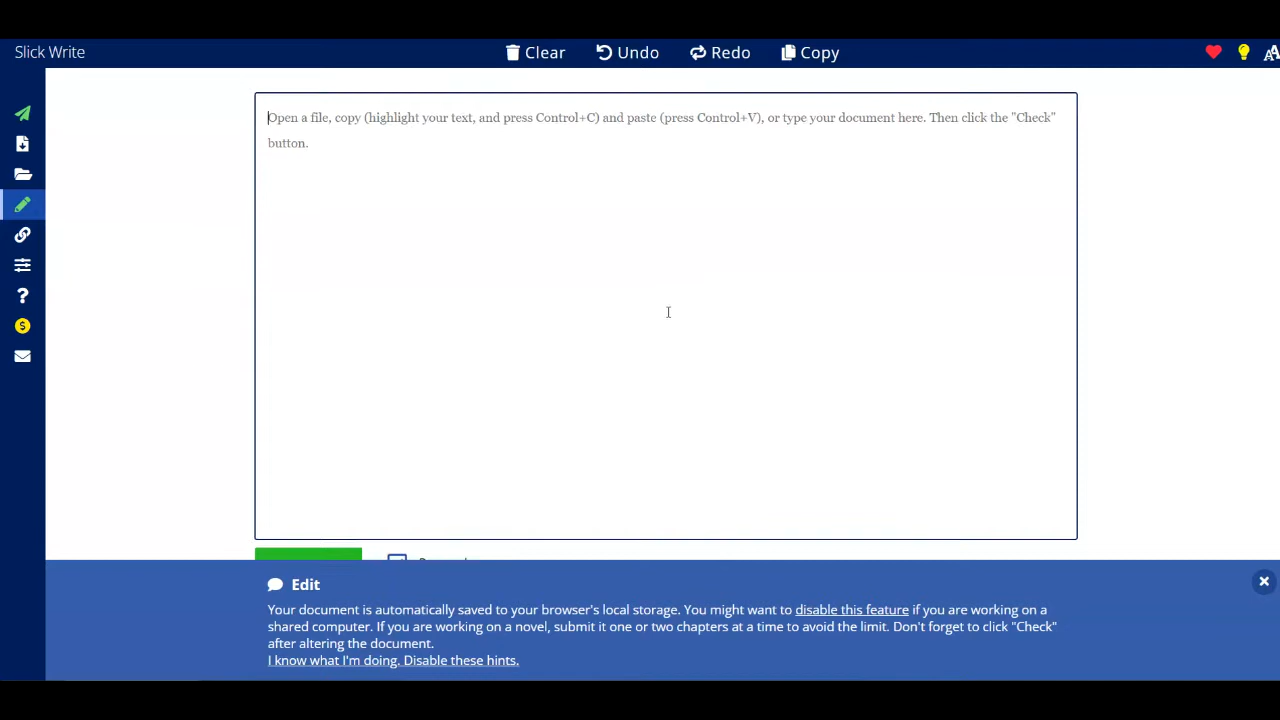 Slick Write
Clear
Undo
Redo
Copy
Open a file, copy (highlight your text, and press Control+C) and paste (press Control+V), or type your document here. Then click the "Check"
button.
Edit
Your document is automatically saved to your browser's local storage. You might want to disable this feature if you are working on a
shared computer. If you are working on a novel, submit it one or two chapters at a time to avoid the limit. Don't forget to click "Check"
after altering the document.
I know what I'm doing. Disable these hints.